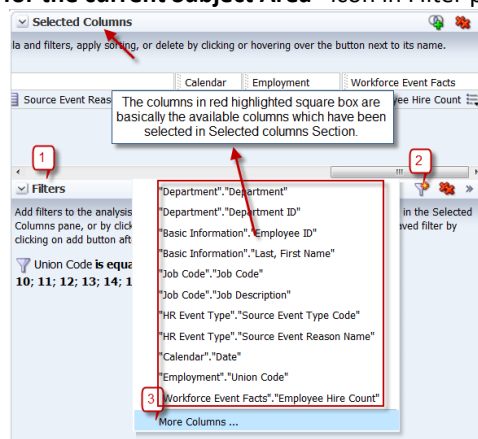 for the current Subject Area" icon in Filter p
Selected Columns
la and filters, apply sorting, or delete by clicking or hovering over the button next to its name.
Calendar Employment Workforce Event Facts
Source Event Reas
ee Hire Count
The columns in red highlighted square box are
basically the available columns which have been
selected in Selected columns Section.
1
2
Filters
Add filters to the analysis
in the Selected
Columns pane, or by click
aved filter by
clicking on add button aft
Union Code is equa
10; 11; 12; 13; 14; 1
"Department"."Department"
"Department"."Department ID"
"Basic Information"."Employee ID"
"Basic Information"."Last, First Name"
"Job Code"."Job Code"
"Job Code"."Job Description"
"HR Event Type"."Source Event Type Code"
"HR Event Type"."Source Event Reason Name"
"Calendar"."Date"
"Employment"."Union Code"
"Workforce Event Facts"."Employee Hire Count"
3
More Columns ...